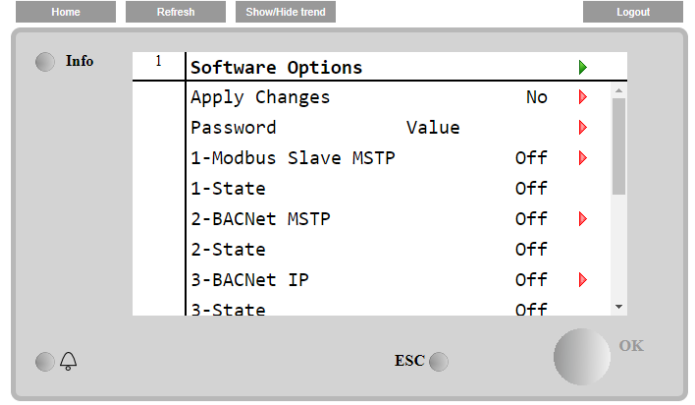 Home Refresh Show/Hide trend Logout
Info 1 Software Options
Apply Changes No
Password Value
1-Modbus Slave MSTP Off
1-State Off
2-BACNet MSTP Off
2-State Off
3-BACNet IP Off
3-State Off
ESC OK